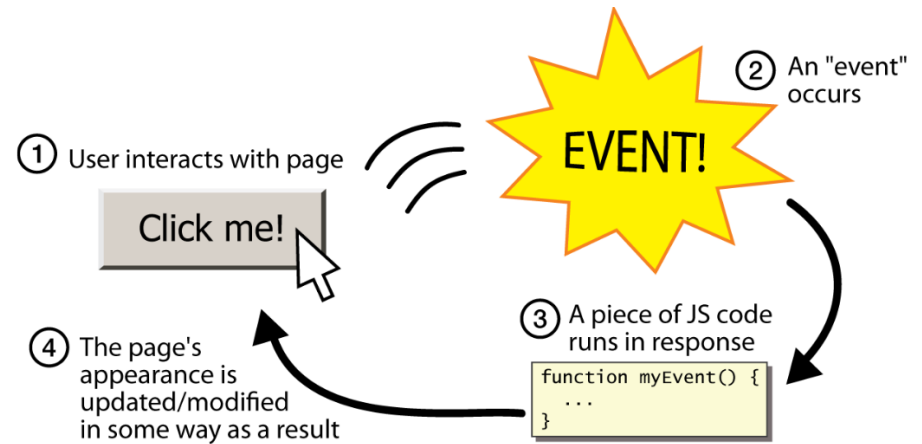 1 User interacts with page
Click me!
EVENT!
2 An "event"
occurs
3 A piece of JS code
runs in response
function myEvent() {
...
}
4 The page's
appearance is
updated/modified
in some way as a result